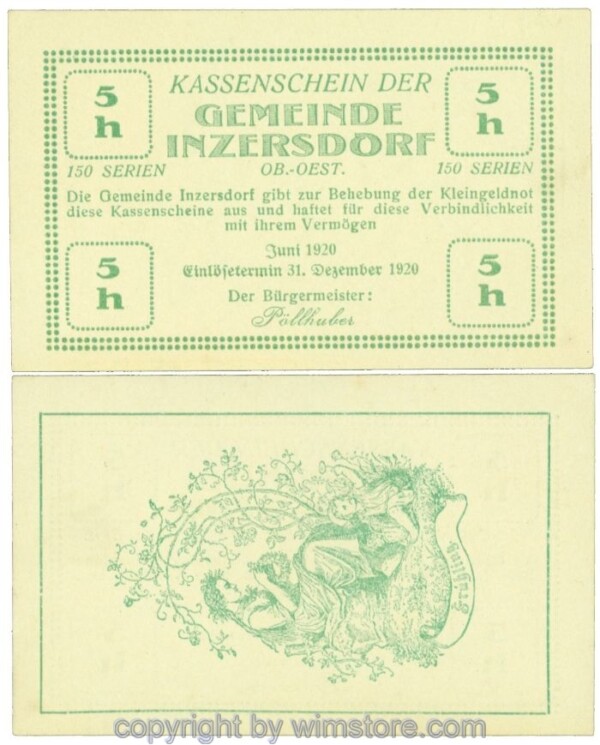 5
h
KASSENSCHEIN DER
GEMEINDE
INZERSDORF
5
h
150 SERIEN
OB.-OEST.
150 SERIEN
Die Gemeinde Inzersdorf gibt zur Behebung der Kleingeldnot
diese Kassenscheine aus und haftet für diese Verbindlichkeit
mit ihrem Vermögen
Juni 1920
Einlösetermin 31. Dezember 1920
Der Bürgermeister:
Pöllhuber
5
h
5
h
Frühling.
copyright by wimstore.com